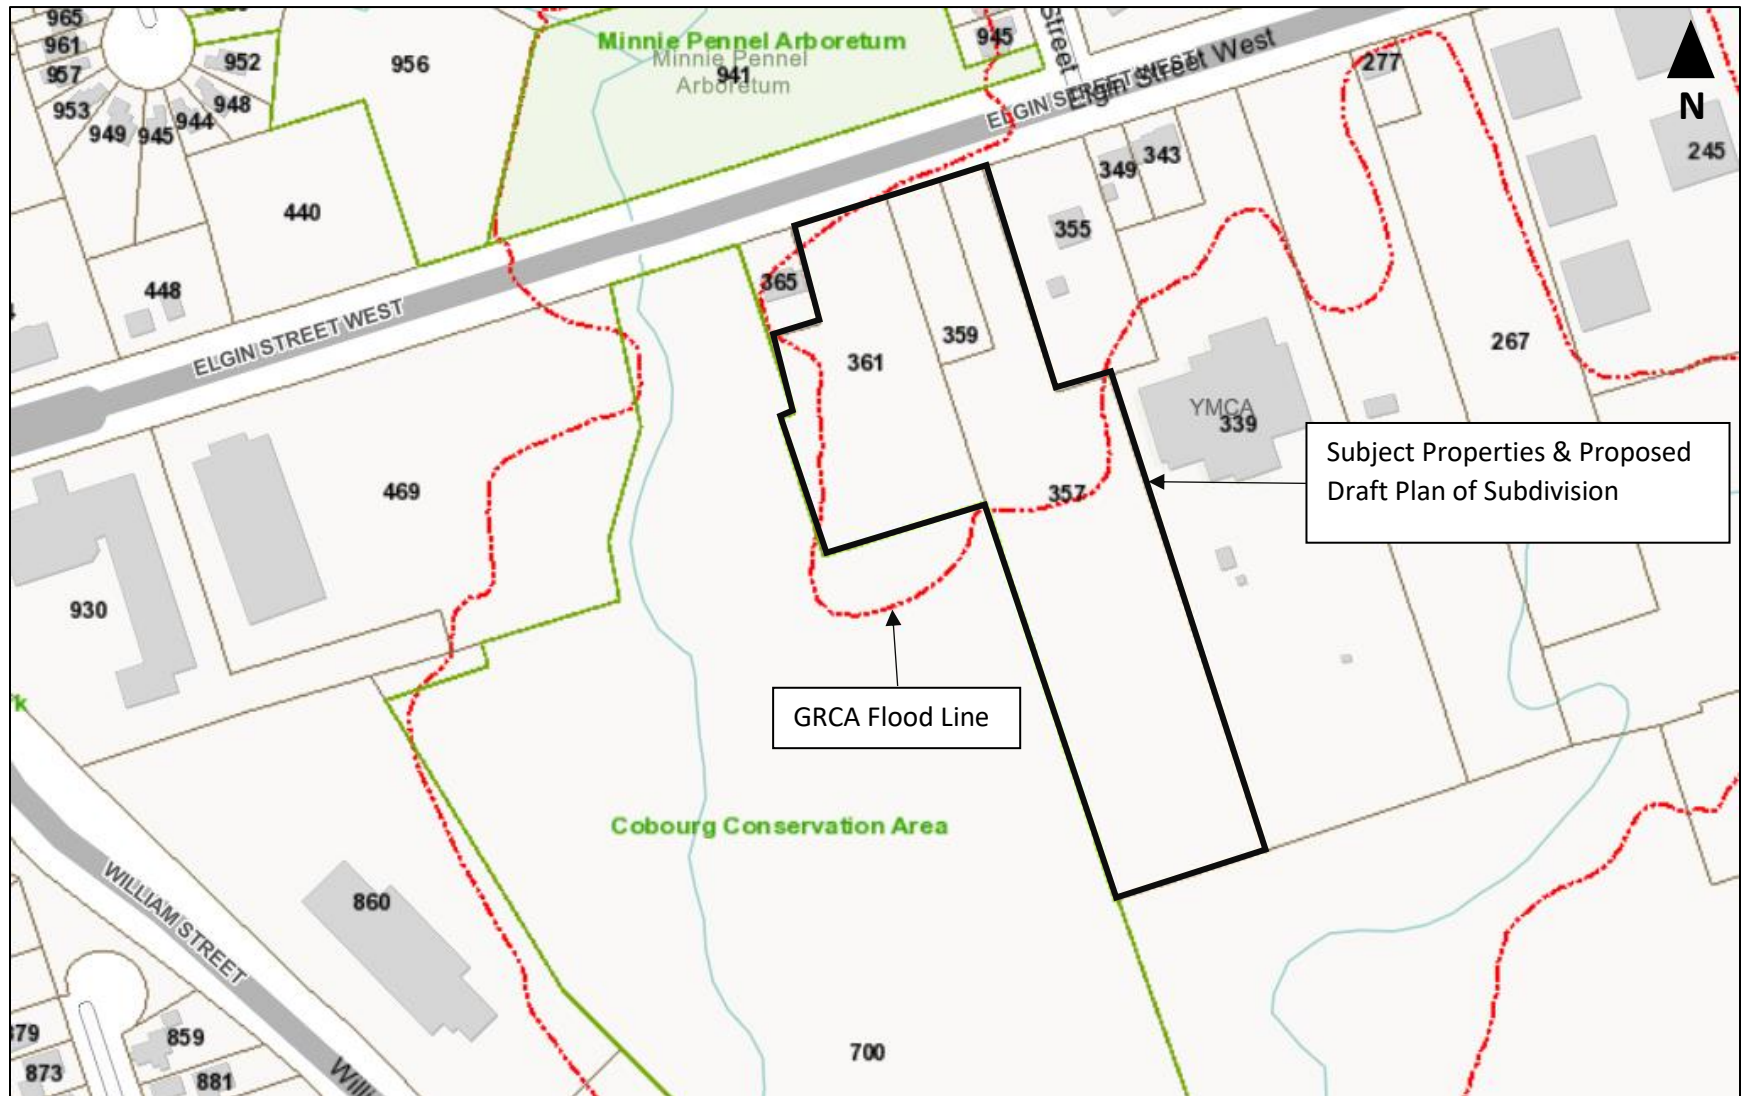 965
961
957
953
949
945
944
948
952
956
Minnie Pennel Arboretum
Minnie Pennel
Arboretum
941
945
Street
ELGIN STREET WEST
Elgin Street West
277
N
245
440
448
ELGIN STREET WEST
365
361
359
355
349
343
267
YMCA
339
357
469
930
Subject Properties & Proposed
Draft Plan of Subdivision
GRCA Flood Line
k
Cobourg Conservation Area
WILLIAM STREET
860
700
879
873
859
881
Willi